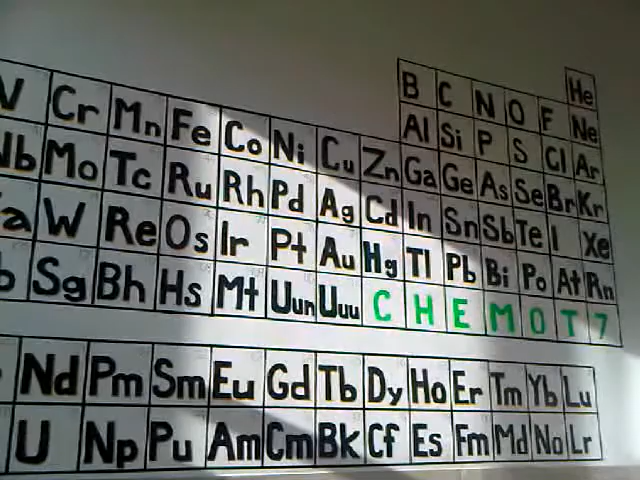 He
B C N O F Ne
Al Si P S Cl Ar
V Cr Mn Fe Co Ni Cu Zn Ga Ge As Se Br Kr
Nb Mo Tc Ru Rh Pd Ag Cd In Sn Sb Te I Xe
a W Re Os Ir Pt Au Hg Tl Pb Bi Po At Rn
b Sg Bh Hs Mt Uun Uuu C H E M O T 7
Nd Pm Sm Eu Gd Tb Dy Ho Er Tm Yb Lu
U Np Pu Am Cm Bk Cf Es Fm Md No Lr